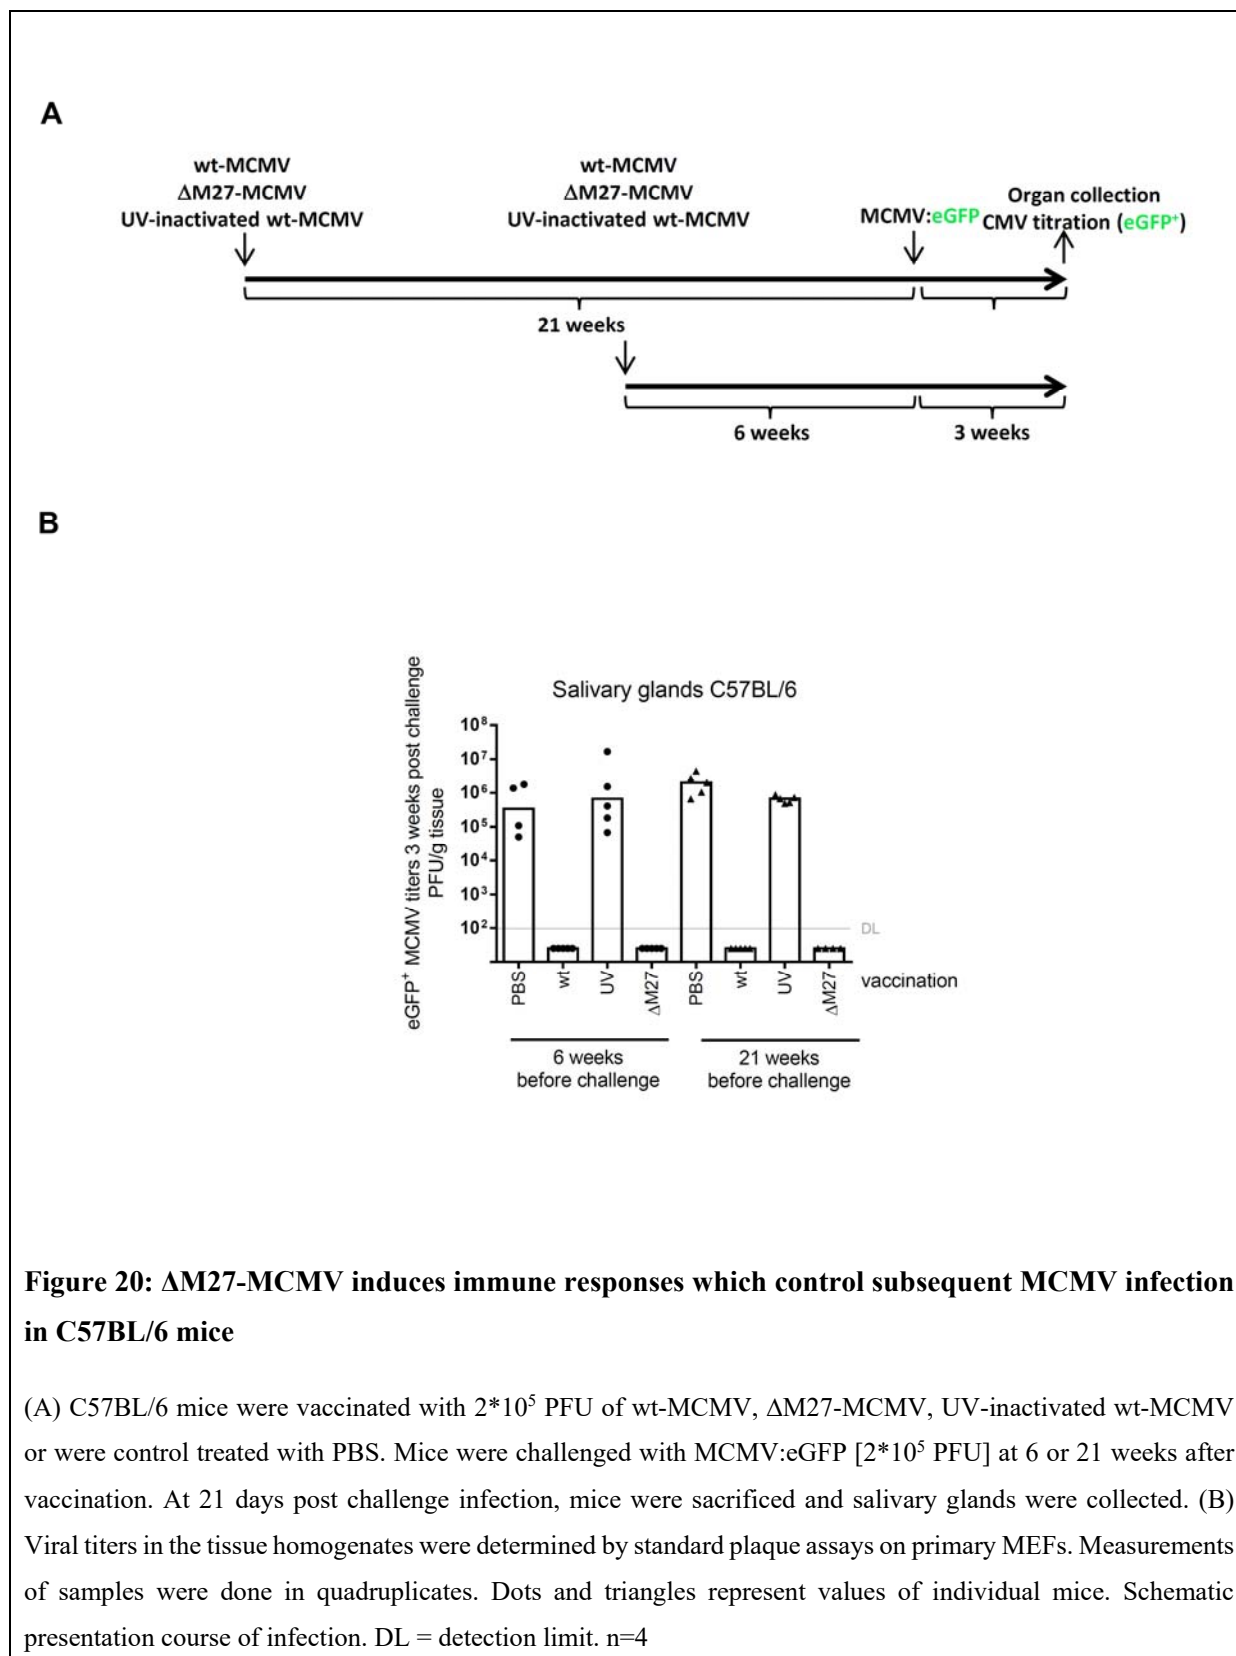 A
wt-MCMV
ΔM27-MCMV
UV-inactivated wt-MCMV
wt-MCMV
ΔM27-MCMV
UV-inactivated wt-MCMV
MCMV:eGFP
Organ collection
CMV titration (eGFP⁺)
21 weeks
6 weeks
3 weeks
B
Salivary glands C57BL/6
eGFP⁺ MCMV titers 3 weeks post challenge
PFU/g tissue
10⁸
10⁷
10⁶
10⁵
10⁴
10³
10²
DL
PBS
wt
UV
ΔM27
PBS
wt
UV
ΔM27
vaccination
6 weeks
before challenge
21 weeks
before challenge
Figure 20: ΔM27-MCMV induces immune responses which control subsequent MCMV infection
in C57BL/6 mice
(A) C57BL/6 mice were vaccinated with 2*10⁵ PFU of wt-MCMV, ΔM27-MCMV, UV-inactivated wt-MCMV
or were control treated with PBS. Mice were challenged with MCMV:eGFP [2*10⁵ PFU] at 6 or 21 weeks after
vaccination. At 21 days post challenge infection, mice were sacrificed and salivary glands were collected. (B)
Viral titers in the tissue homogenates were determined by standard plaque assays on primary MEFs. Measurements
of samples were done in quadruplicates. Dots and triangles represent values of individual mice. Schematic
presentation course of infection. DL = detection limit. n=4